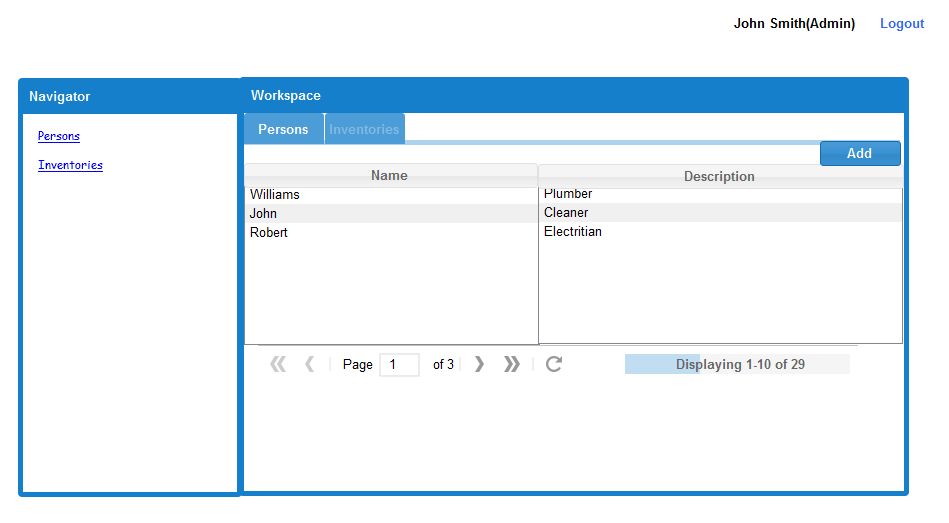 John Smith(Admin) Logout
Navigator
Workspace
Persons
Inventories
Persons Inventories
Add
Name Description
Williams Plumber
John Cleaner
Robert Electritian
Page 1 of 3 Displaying 1-10 of 29